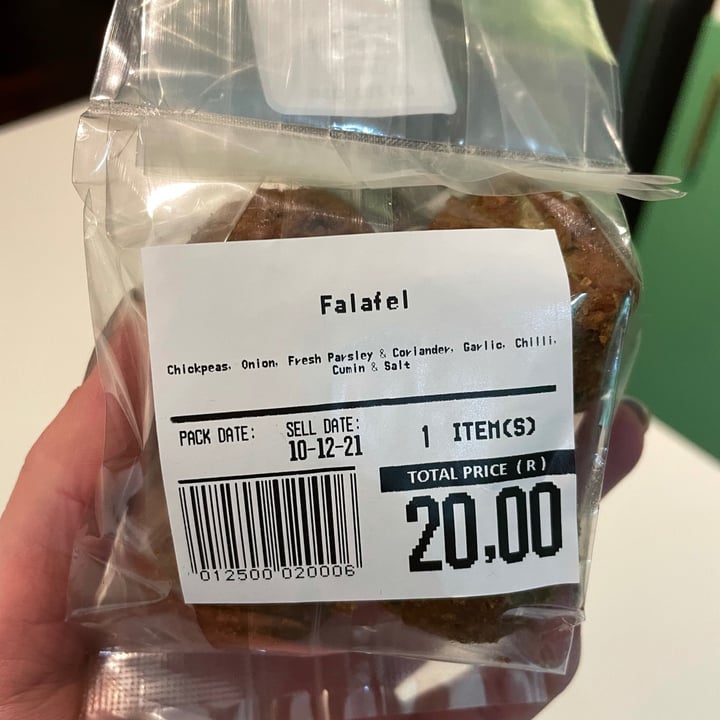 Falafel
Chickpeas, Onion, Fresh Parsley & Coriander, Garlic, Chilli,
Cumin & Salt
PACK DATE:
SELL DATE:
10-12-21
1 ITEM(S)
TOTAL PRICE (R)
20.00
012500 020006